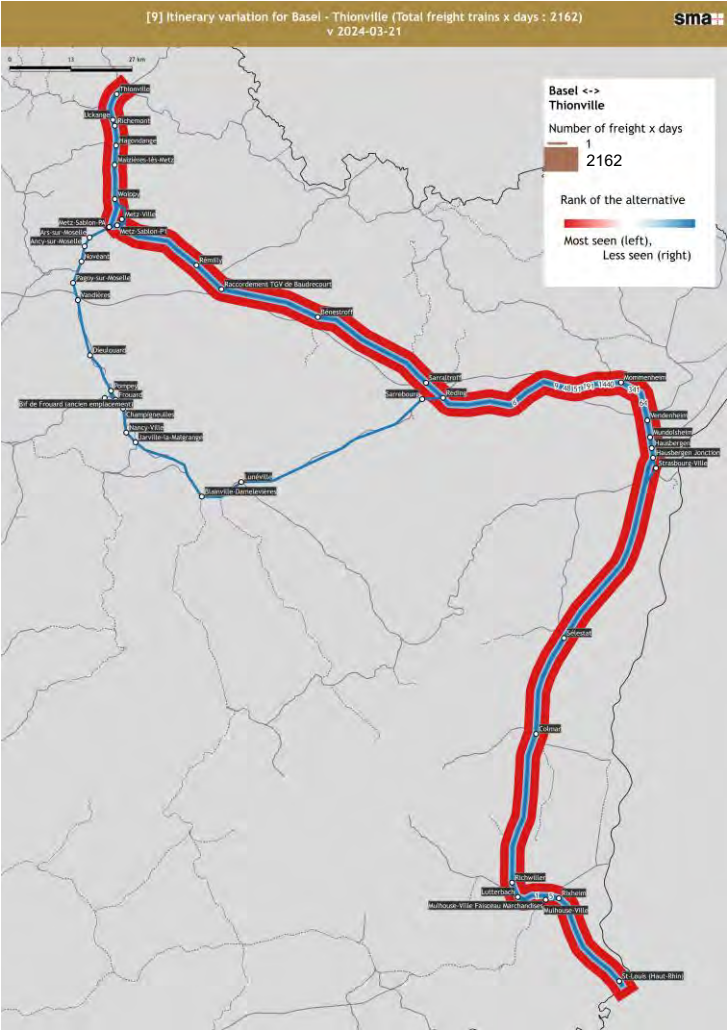 [9] Itinerary variation for Basel - Thionville (Total freight trains x days : 2162)
v 2024-03-21
sma
0 13 27 km
Basel <->
Thionville
Number of freight x days
1
2162
Rank of the alternative
Most seen (left),
Less seen (right)
Thionville
Uckange
Richemont
Hagondange
Maizières-lès-Metz
Woippy
Metz-Ville
Metz-Sablon-PA
Metz-Sablon-P1
Ars-sur-Moselle
Ancy-sur-Moselle
Novéant
Rémilly
Pagny-sur-Moselle
Raccordement TGV de Baudrecourt
Vandières
Bénestroff
Dieulouard
Sarraltroff
Mommenheim
Pompey
Frouard
Sarrebourg
Réding
Bif de Frouard (ancien emplacement)
Champigneulles
Vendenheim
Nancy-Ville
Mundolsheim
Jarville-la-Malgrange
Hausbergen
Hausbergen Jonction
Strasbourg-Ville
Lunéville
Blainville-Damelevières
Sélestat
Colmar
Richwiller
Lutterbach
Rixheim
Mulhouse-Ville Faisceau Marchandises
Mulhouse-Ville
St-Louis (Haut-Rhin)